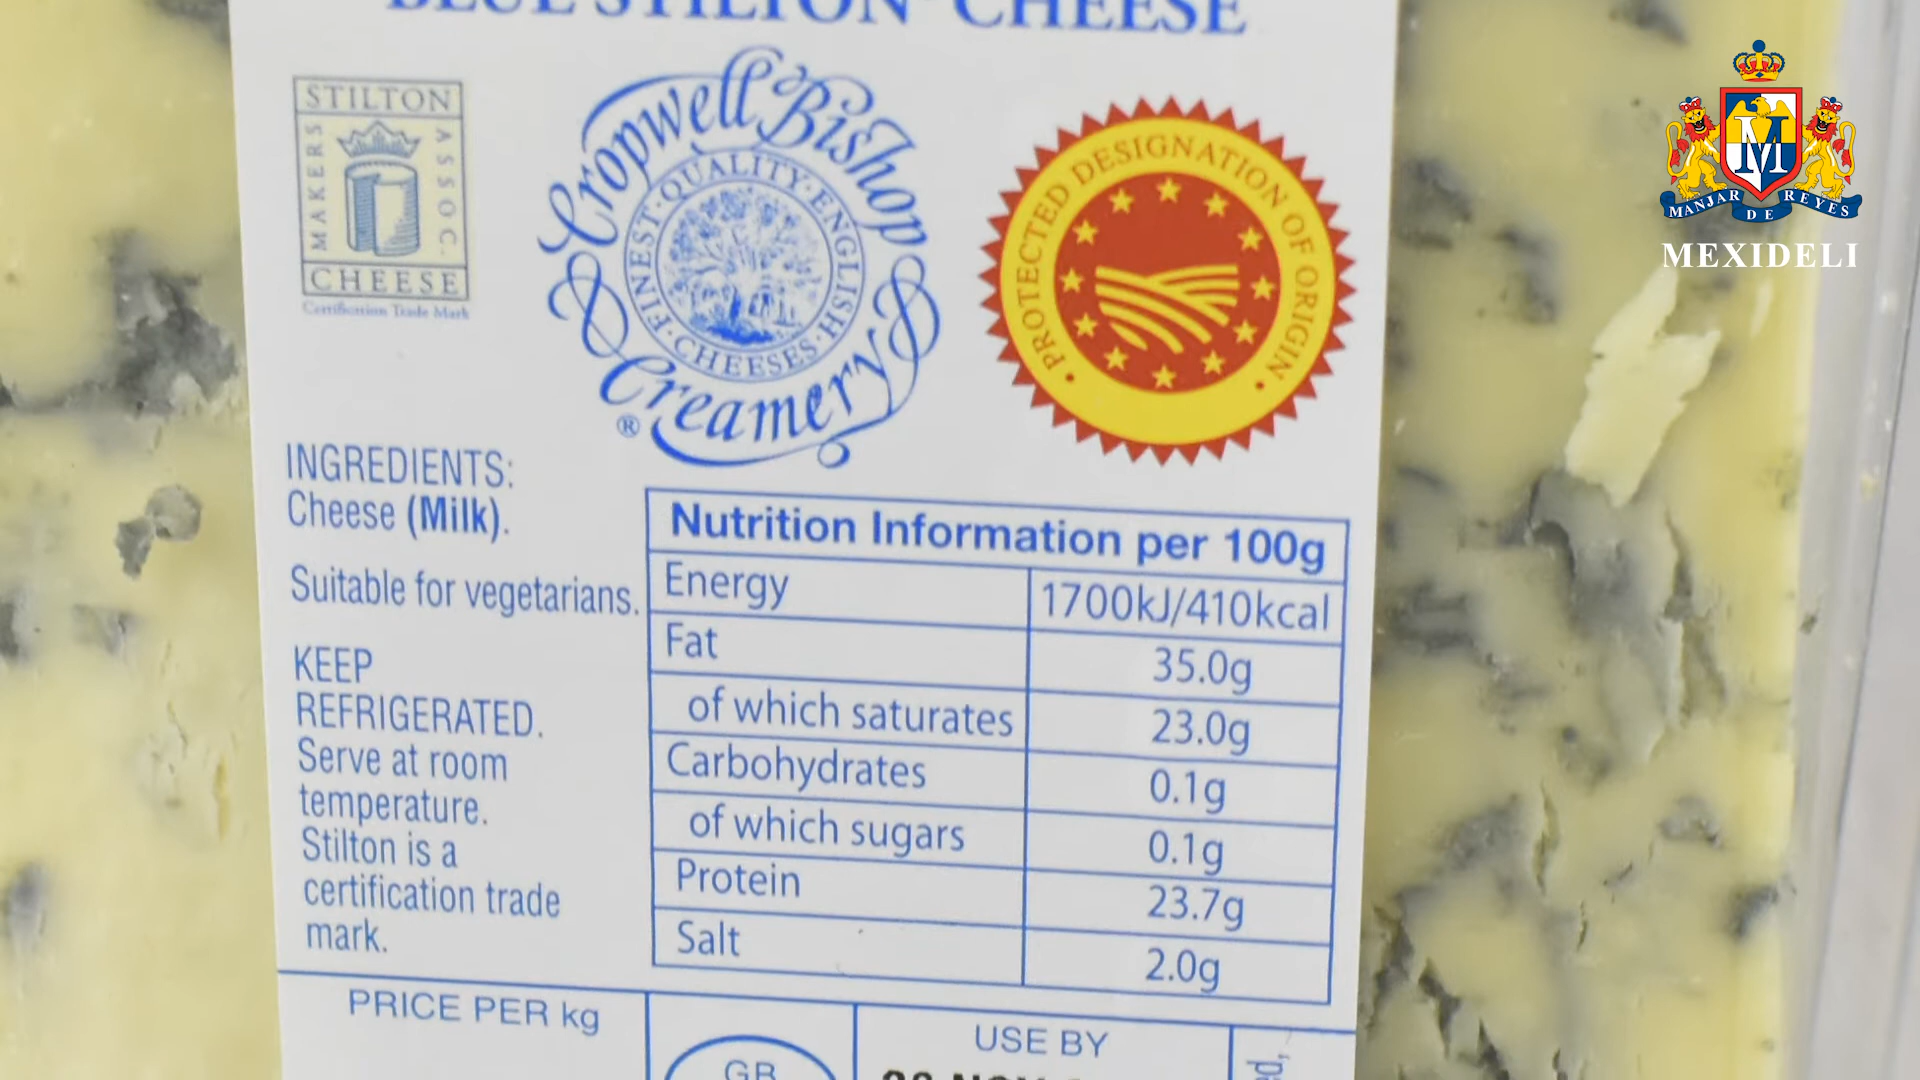 BLUE STILTON CHEESE
STILTON
MAKERS
ASSOC.
CHEESE
Certification Trade Mark
Cropwell Bishop
FINEST · QUALITY · ENGLISH · CHEESES ·
Creamery
®
• PROTECTED DESIGNATION OF ORIGIN •
M
MANJAR DE REYES
MEXIDELI
INGREDIENTS:
Cheese (Milk).
Suitable for vegetarians.
KEEP
REFRIGERATED.
Serve at room
temperature.
Stilton is a
certification trade
mark.
Nutrition Information per 100g
Energy 1700kJ/410kcal
Fat 35.0g
of which saturates 23.0g
Carbohydrates 0.1g
of which sugars 0.1g
Protein 23.7g
Salt 2.0g
PRICE PER kg
GB
USE BY